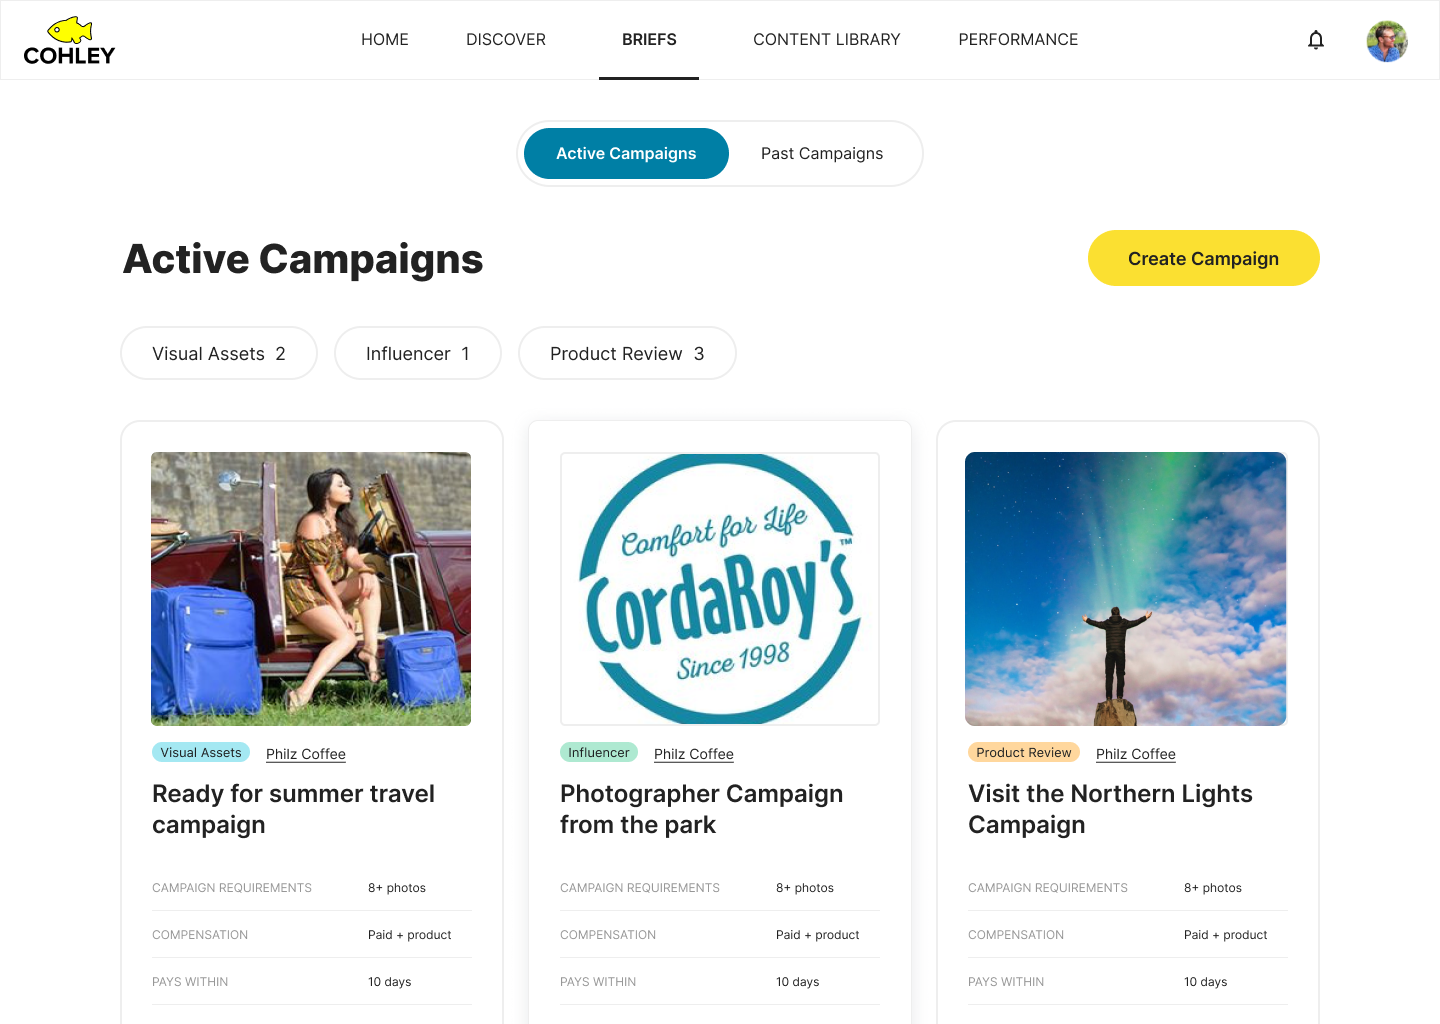 COHLEY
HOME DISCOVER BRIEFS CONTENT LIBRARY PERFORMANCE
Active Campaigns Past Campaigns
Active Campaigns
Create Campaign
Visual Assets 2 Influencer 1 Product Review 3
Comfort for Life
CordaRoy's™
Since 1998
Visual Assets Philz Coffee
Ready for summer travel
campaign
CAMPAIGN REQUIREMENTS 8+ photos
COMPENSATION Paid + product
PAYS WITHIN 10 days
Influencer Philz Coffee
Photographer Campaign
from the park
CAMPAIGN REQUIREMENTS 8+ photos
COMPENSATION Paid + product
PAYS WITHIN 10 days
Product Review Philz Coffee
Visit the Northern Lights
Campaign
CAMPAIGN REQUIREMENTS 8+ photos
COMPENSATION Paid + product
PAYS WITHIN 10 days